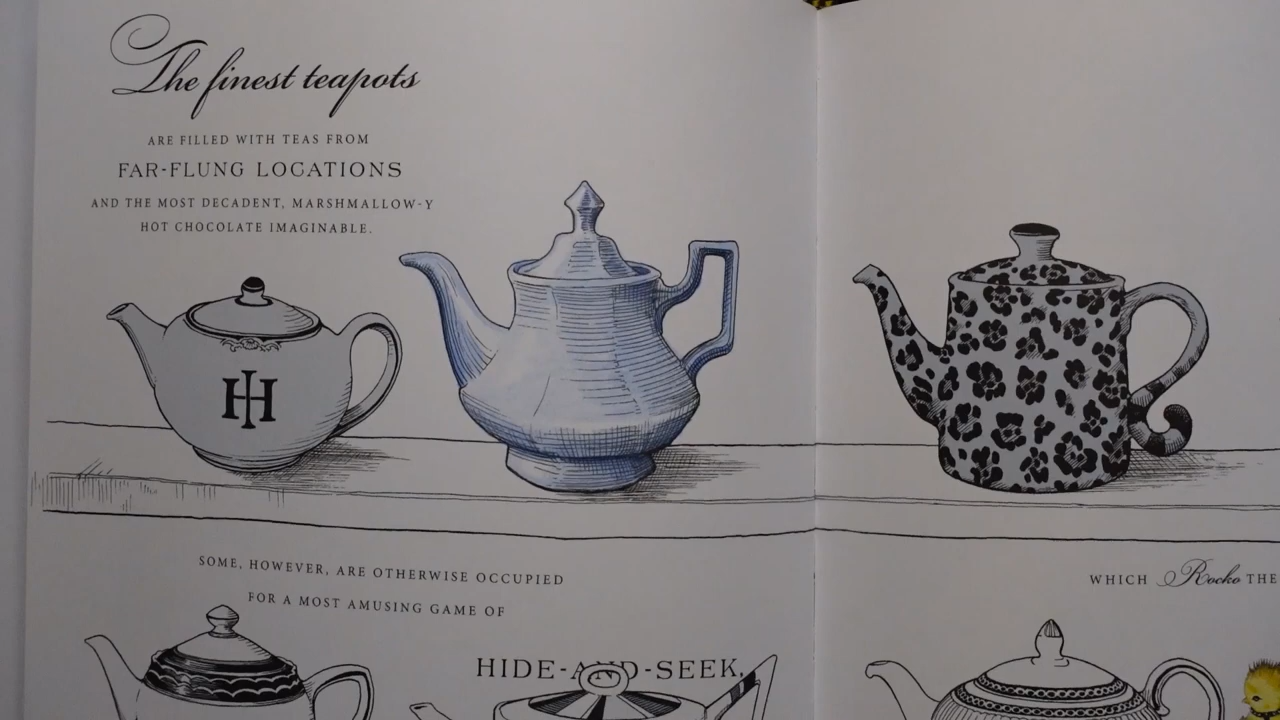 The finest teapots
ARE FILLED WITH TEAS FROM
FAR-FLUNG LOCATIONS
AND THE MOST DECADENT, MARSHMALLOW-Y
HOT CHOCOLATE IMAGINABLE.
IH
SOME, HOWEVER, ARE OTHERWISE OCCUPIED
FOR A MOST AMUSING GAME OF
HIDE-AND-SEEK,
WHICH Rocko THE